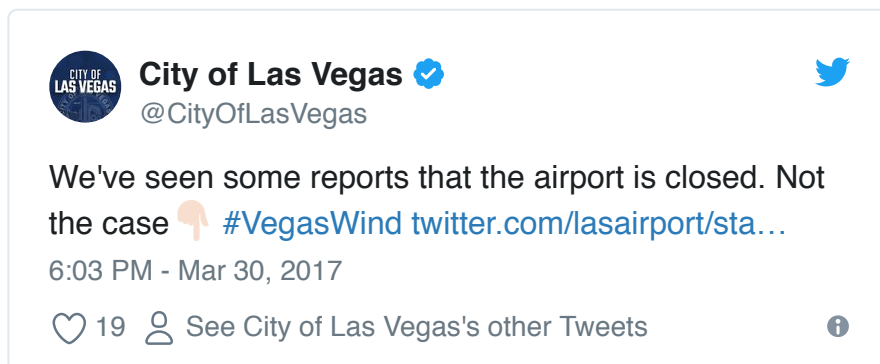 CITY OF
LAS VEGAS
City of Las Vegas
@CityOfLasVegas
We've seen some reports that the airport is closed. Not
the case 👇🏻 #VegasWind twitter.com/lasairport/sta…
6:03 PM - Mar 30, 2017
19 See City of Las Vegas's other Tweets